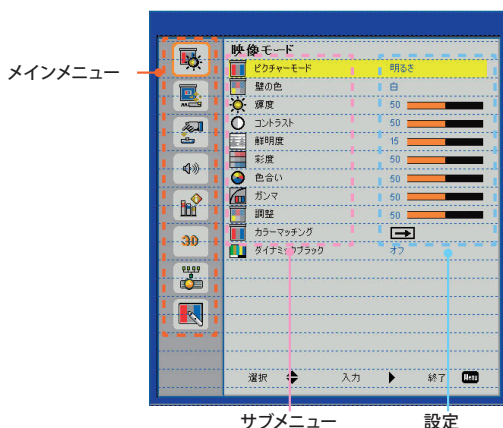 映像モード
メインメニュー
ピクチャーモード 明るさ
壁の色 白
輝度 50
コントラスト 50
鮮明度 15
彩度 50
色合い 50
ガンマ 50
調整 50
カラーマッチング
ダイナミックブラック オフ
3D
選択 入力 終了 Menu
サブメニュー 設定